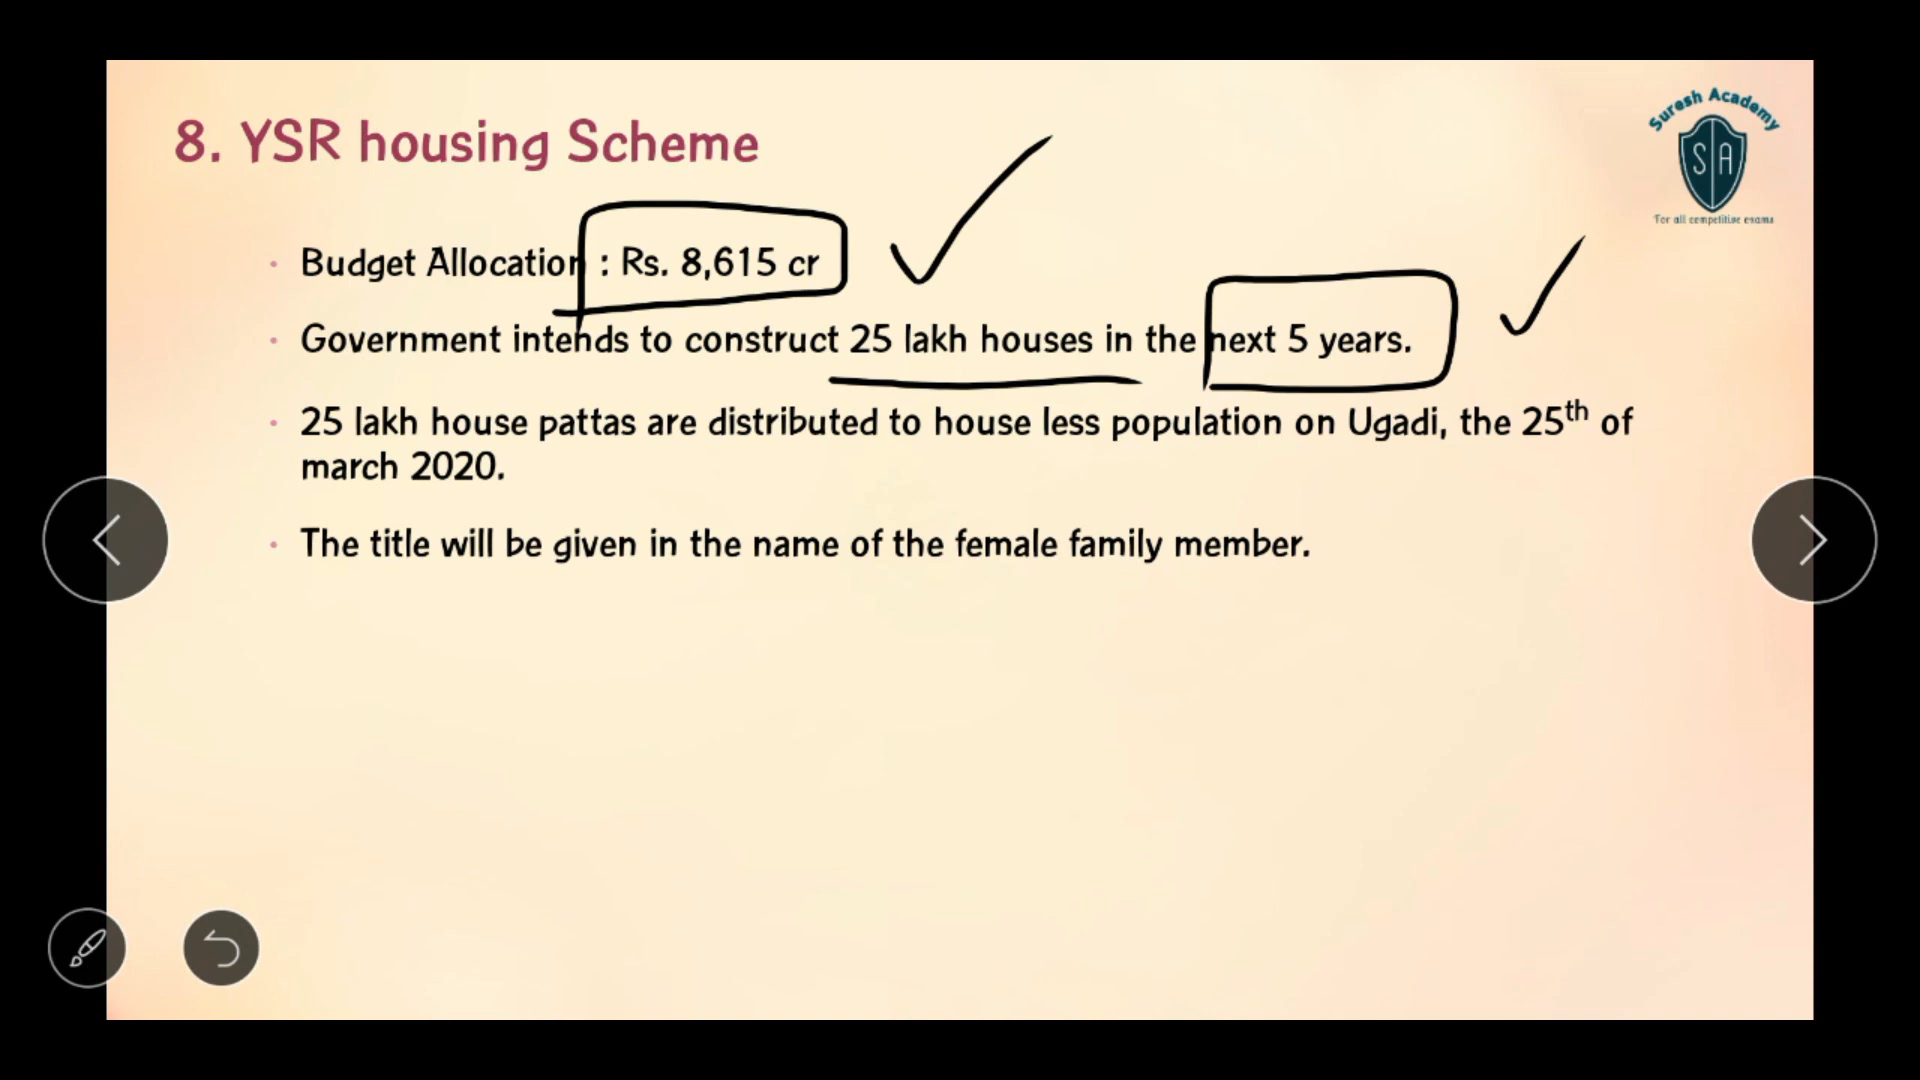 Suresh Academy
S A
For all competitive exams
8. YSR housing Scheme
• Budget Allocation : Rs. 8,615 cr
• Government intends to construct 25 lakh houses in the next 5 years.
• 25 lakh house pattas are distributed to house less population on Ugadi, the 25th of
march 2020.
• The title will be given in the name of the female family member.